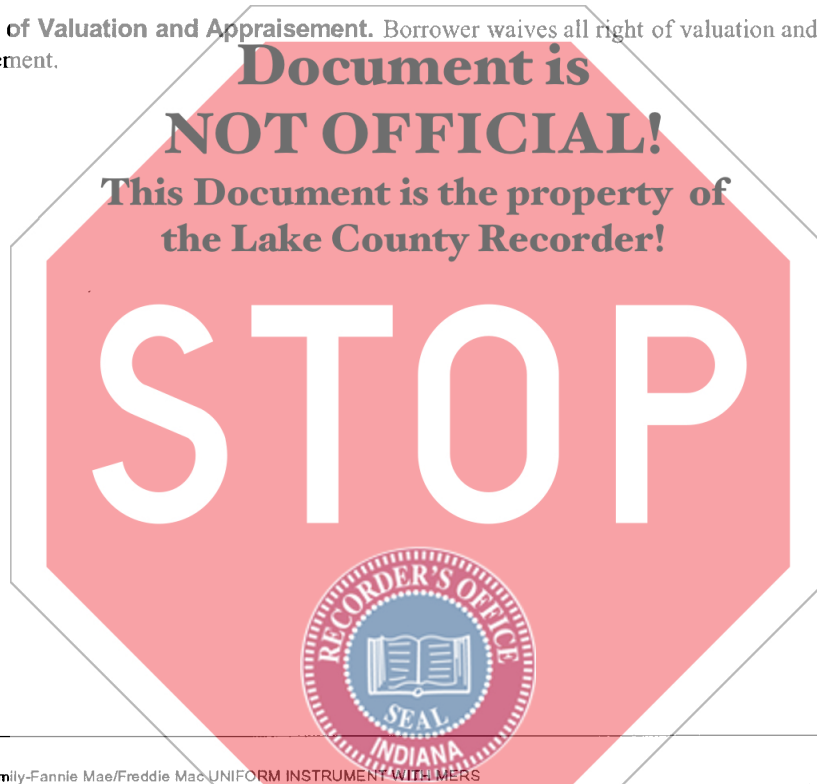 of Valuation and Appraisement. Borrower waives all right of valuation and
ment.
Document is
NOT OFFICIAL!
This Document is the property of
the Lake County Recorder!
STOP
RECORDER'S OFFICE
SEAL
INDIANA
mily-Fannie Mae/Freddie Mac UNIFORM INSTRUMENT WITH MERS